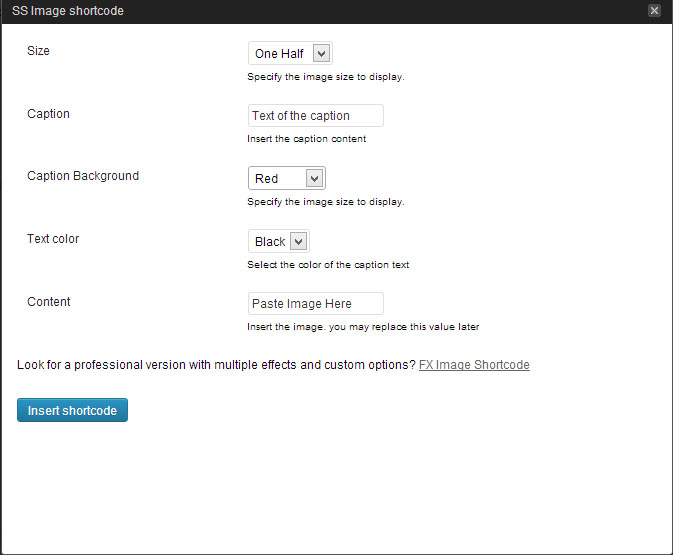 SS Image shortcode
Size
One Half
Specify the image size to display.
Caption
Text of the caption
Insert the caption content
Caption Background
Red
Specify the image size to display.
Text color
Black
Select the color of the caption text
Content
Paste Image Here
Insert the image. you may replace this value later
Look for a professional version with multiple effects and custom options? FX Image Shortcode
Insert shortcode